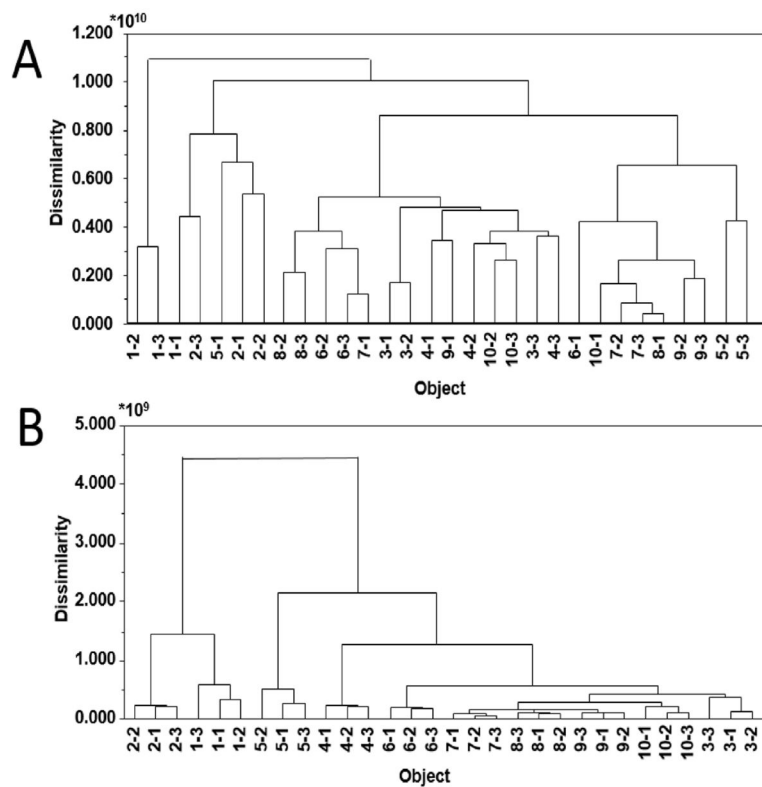 A
*10¹⁰
1.200
1.000
0.800
0.600
0.400
0.200
0.000
Dissimilarity
1-2 1-3 1-1 2-3 5-1 2-1 2-2 8-2 8-3 6-2 6-3 7-1 3-1 3-2 4-1 9-1 4-2 10-2 10-3 3-3 4-3 6-1 10-1 7-2 7-3 8-1 9-2 9-3 5-2 5-3
Object
B
*10⁹
5.000
4.000
3.000
2.000
1.000
0.000
Dissimilarity
2-2 2-1 2-3 1-3 1-1 1-2 5-2 5-1 5-3 4-1 4-2 4-3 6-1 6-2 6-3 7-1 7-2 7-3 8-3 8-1 8-2 9-3 9-1 9-2 10-1 10-2 10-3 3-3 3-1 3-2
Object